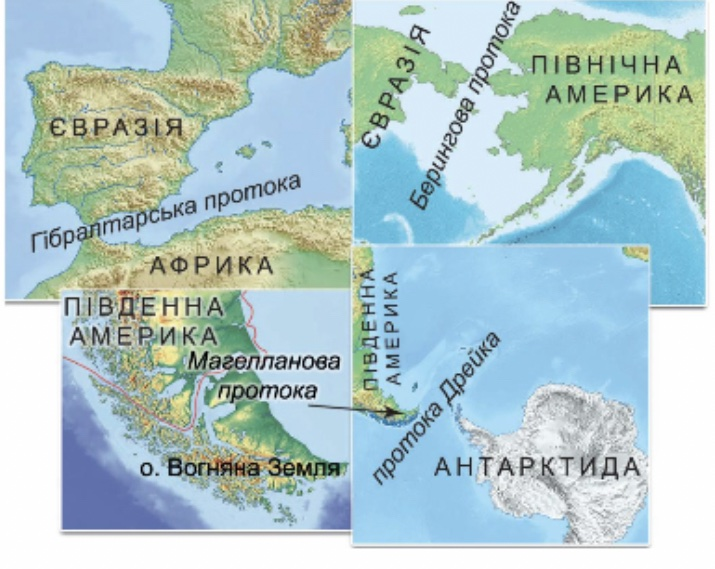 ЄВРАЗІЯ
Гібралтарська протока
АФРИКА
ЄВРАЗІЯ
Берингова протока
ПІВНІЧНА
АМЕРИКА
ПІВДЕННА
АМЕРИКА
Магелланова
протока
о. Вогняна Земля
ПІВДЕННА
АМЕРИКА
протока Дрейка
АНТАРКТИДА